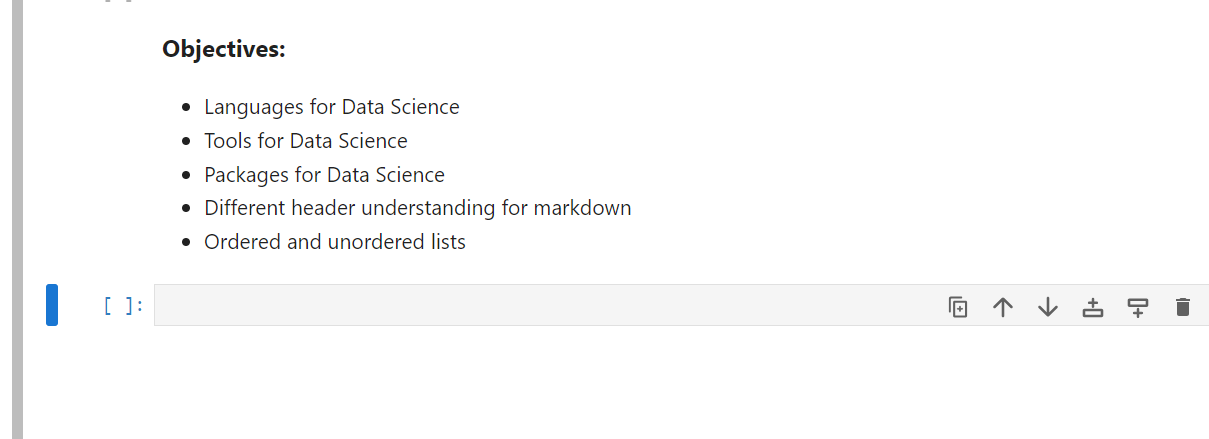 Objectives:
Languages for Data Science
Tools for Data Science
Packages for Data Science
Different header understanding for markdown
Ordered and unordered lists
[ ]: